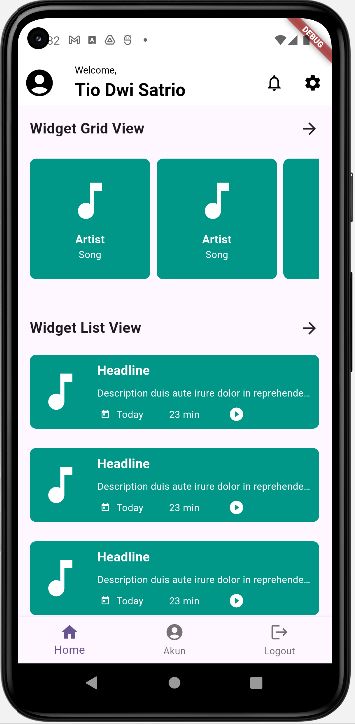 DEBUG
Welcome,
Tio Dwi Satrio
Widget Grid View
Artist
Song
Artist
Song
Widget List View
Headline
Description duis aute irure dolor in reprehende...
Today 23 min
Headline
Description duis aute irure dolor in reprehende...
Today 23 min
Headline
Description duis aute irure dolor in reprehende...
Today 23 min
Home Akun Logout